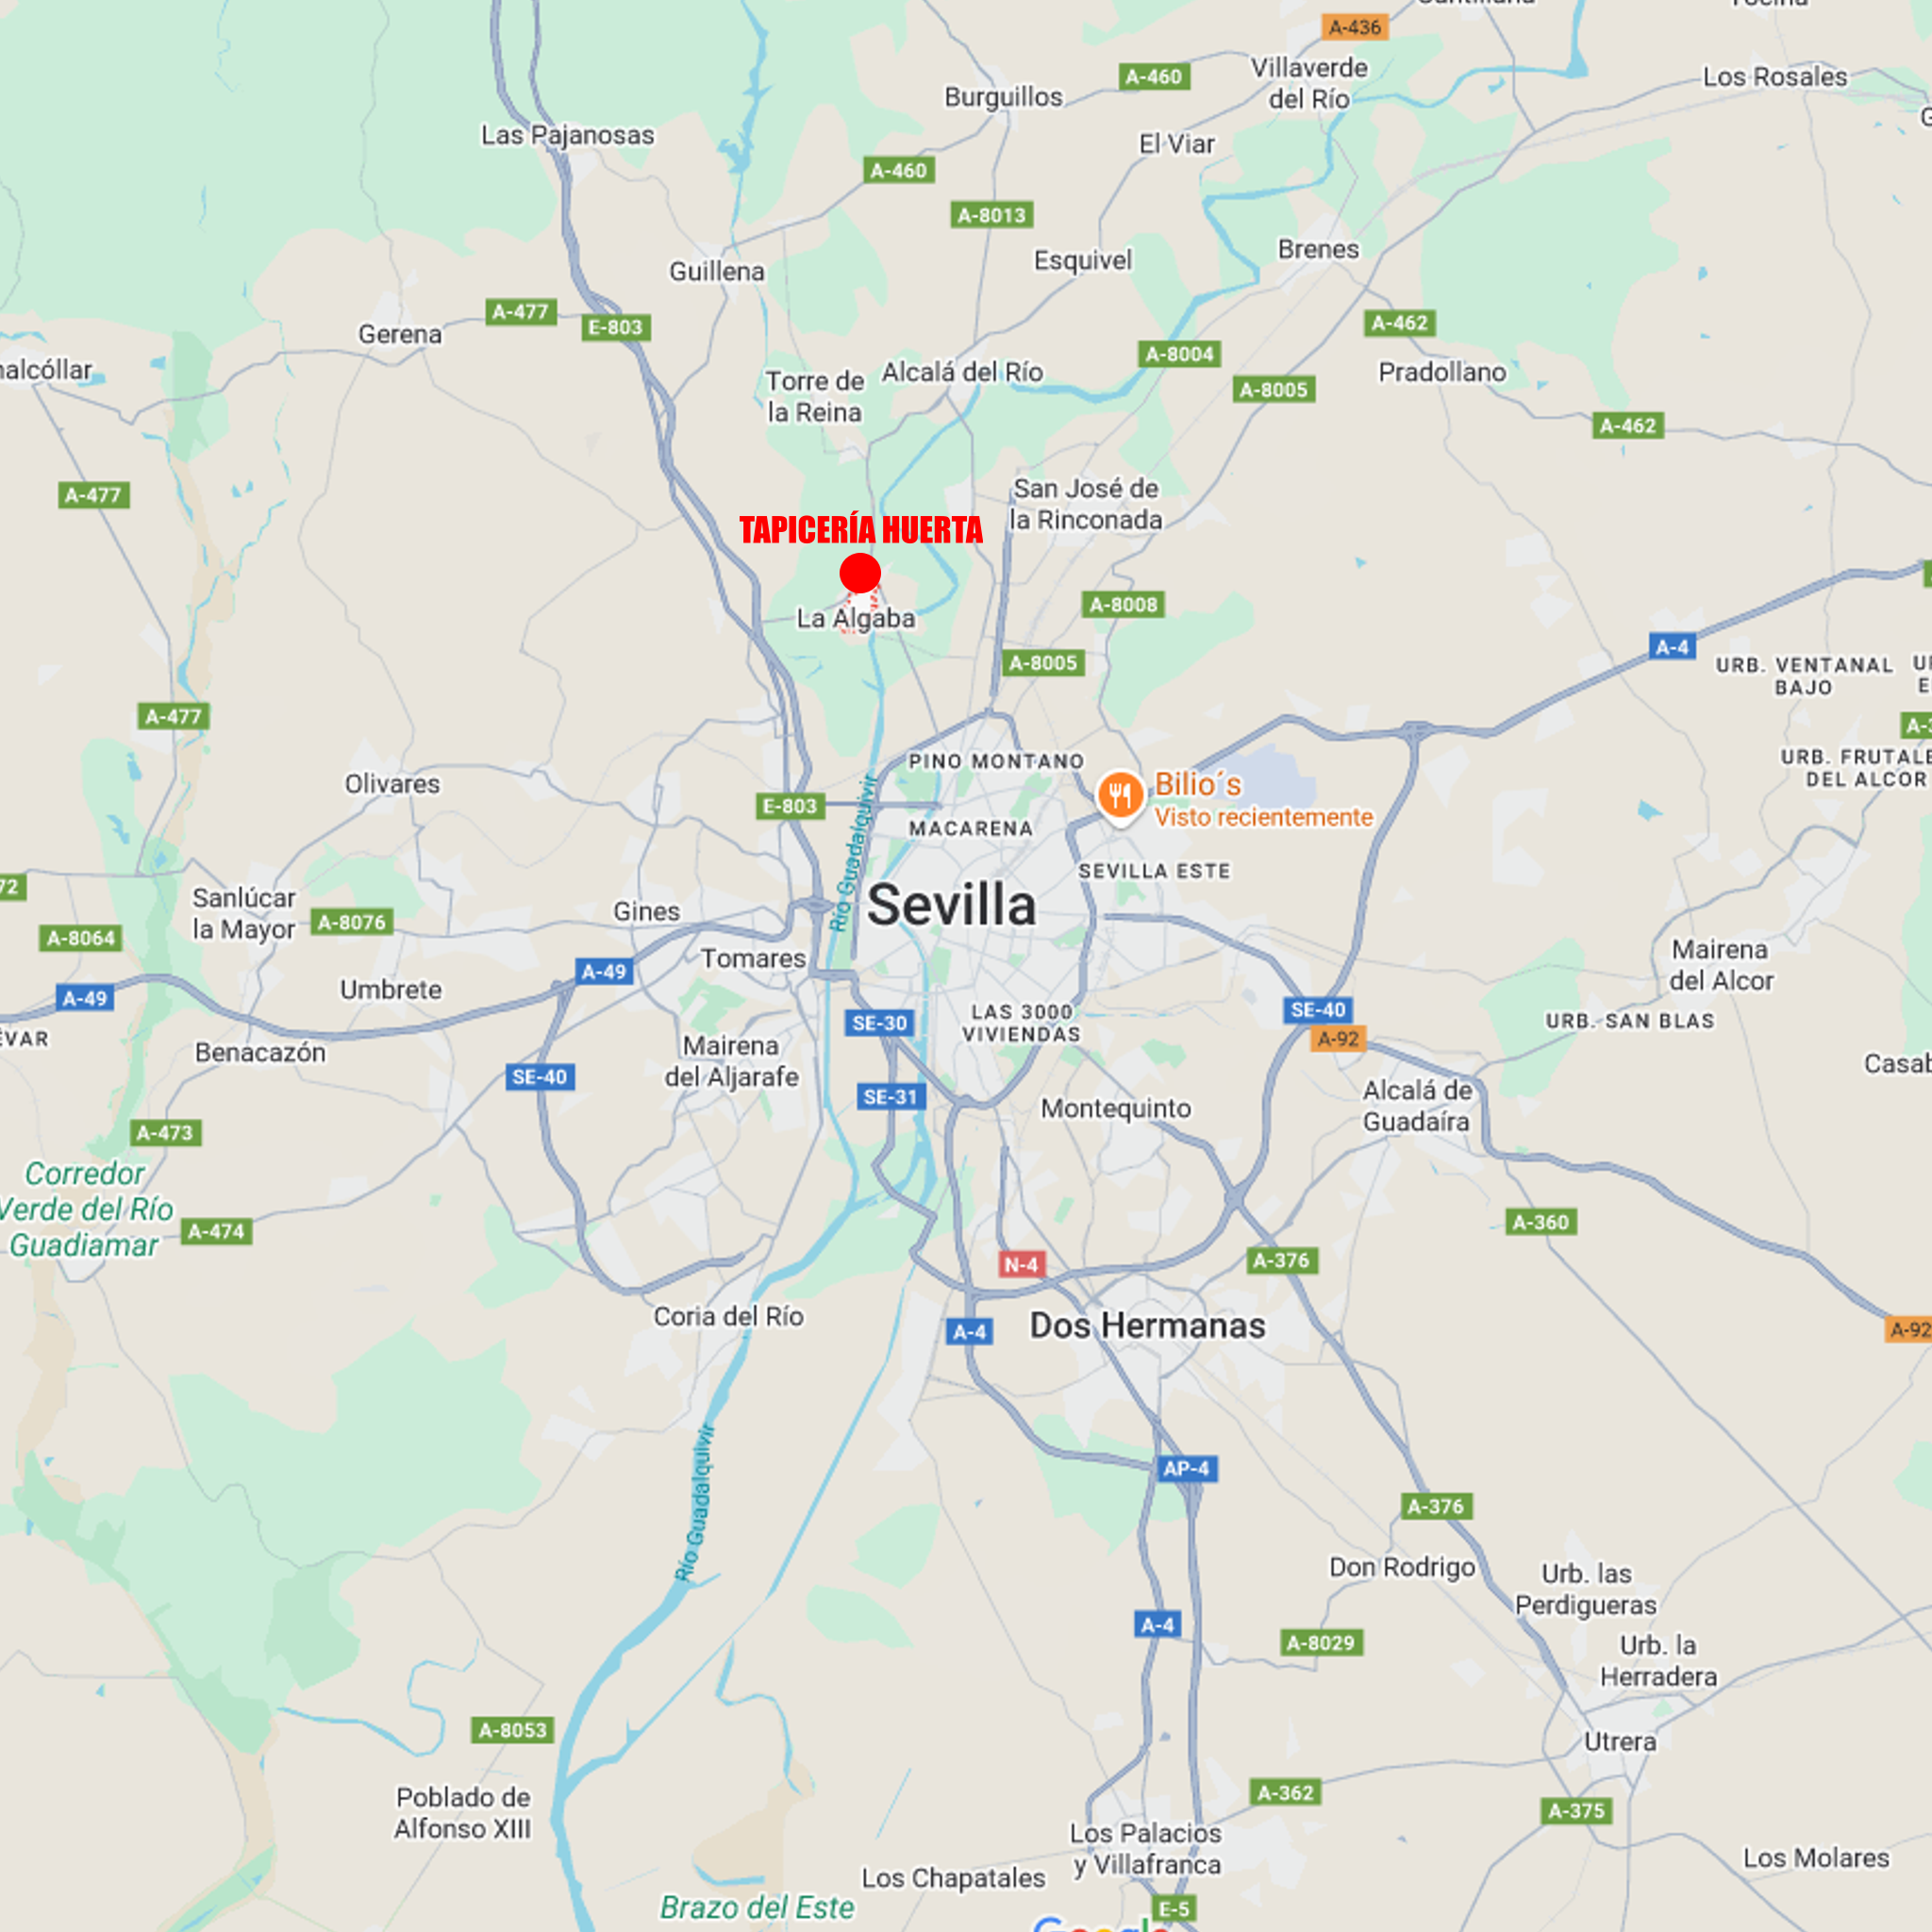 A-436
A-460
Villaverde
del Río
Los Rosales
Burguillos
El Viar
Las Pajanosas
A-460
A-8013
Esquivel
Brenes
Guillena
A-477
E-803
Gerena
A-462
A-8004
Alcalá del Río
Pradollano
Torre de
la Reina
A-8005
A-462
A-477
San José de
la Rinconada
TAPICERÍA HUERTA
La Algaba
A-8008
A-8005
A-4
URB. VENTANAL
BAJO
A-477
PINO MONTANO
URB. FRUTALE
DEL ALCOR
Olivares
E-803
Bilio´s
Visto recientemente
Río Guadalquivir
MACARENA
SEVILLA ESTE
Sevilla
Sanlúcar
la Mayor
A-8076
Gines
A-8064
Tomares
A-49
Mairena
del Alcor
A-49
Umbrete
SE-30
LAS 3000
VIVIENDAS
SE-40
A-92
URB. SAN BLAS
Benacazón
Mairena
del Aljarafe
SE-40
SE-31
Montequinto
Alcalá de
Guadaíra
A-473
Corredor
Verde del Río
Guadiamar
A-474
A-360
N-4
A-376
Coria del Río
A-4
Dos Hermanas
A-92
Río Guadalquivir
AP-4
A-376
Don Rodrigo
Urb. las
Perdigueras
A-4
A-8029
Urb. la
Herradera
A-8053
Utrera
Poblado de
Alfonso XIII
A-362
A-375
Los Palacios
y Villafranca
Los Molares
Los Chapatales
Brazo del Este
E-5